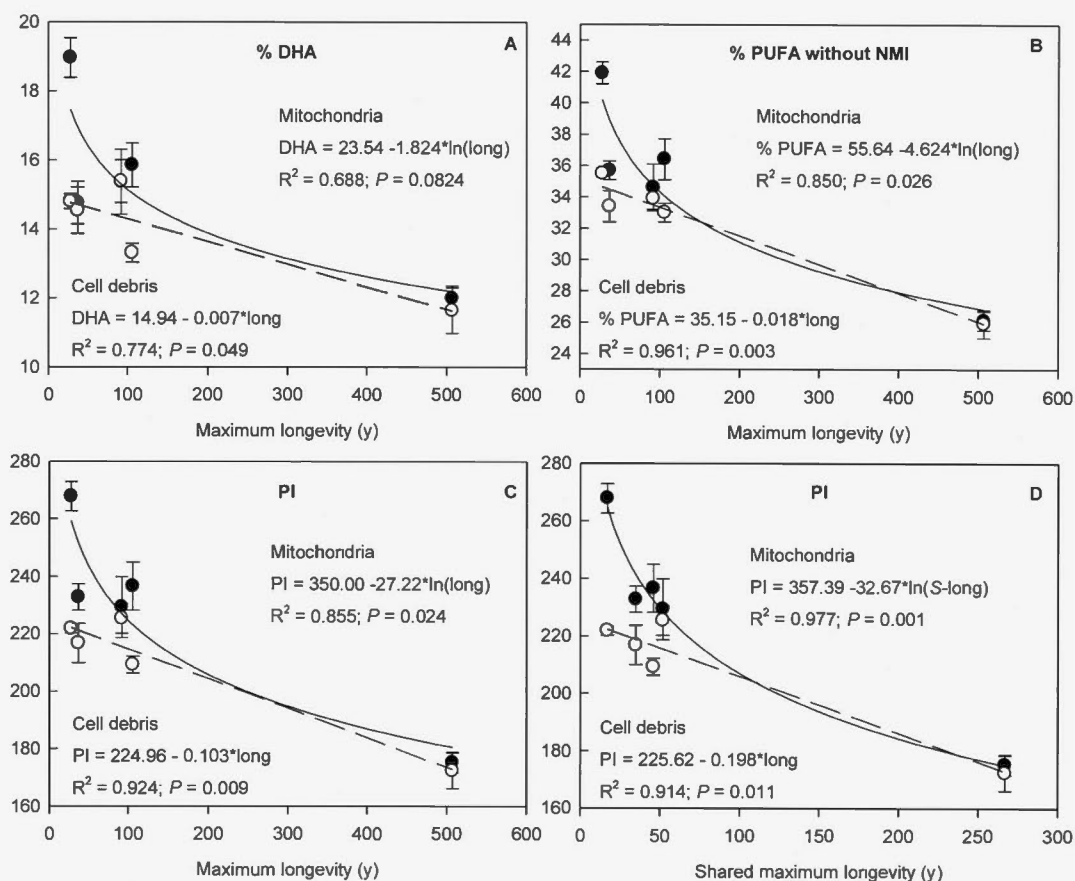 A
% DHA
20
18
16
14
12
10
Mitochondria
DHA = 23.54 -1.824*ln(long)
R² = 0.688; P = 0.0824
Cell debris
DHA = 14.94 - 0.007*long
R² = 0.774; P = 0.049
0 100 200 300 400 500 600
Maximum longevity (y)
B
% PUFA without NMI
44
42
40
38
36
34
32
30
28
26
24
Mitochondria
% PUFA = 55.64 -4.624*ln(long)
R² = 0.850; P = 0.026
Cell debris
% PUFA = 35.15 - 0.018*long
R² = 0.961; P = 0.003
0 100 200 300 400 500 600
Maximum longevity (y)
C
PI
280
260
240
220
200
180
160
Mitochondria
PI = 350.00 -27.22*ln(long)
R² = 0.855; P = 0.024
Cell debris
PI = 224.96 - 0.103*long
R² = 0.924; P = 0.009
0 100 200 300 400 500 600
Maximum longevity (y)
D
PI
280
260
240
220
200
180
160
Mitochondria
PI = 357.39 -32.67*ln(S-long)
R² = 0.977; P = 0.001
Cell debris
PI = 225.62 - 0.198*long
R² = 0.914; P = 0.011
0 50 100 150 200 250 300
Shared maximum longevity (y)